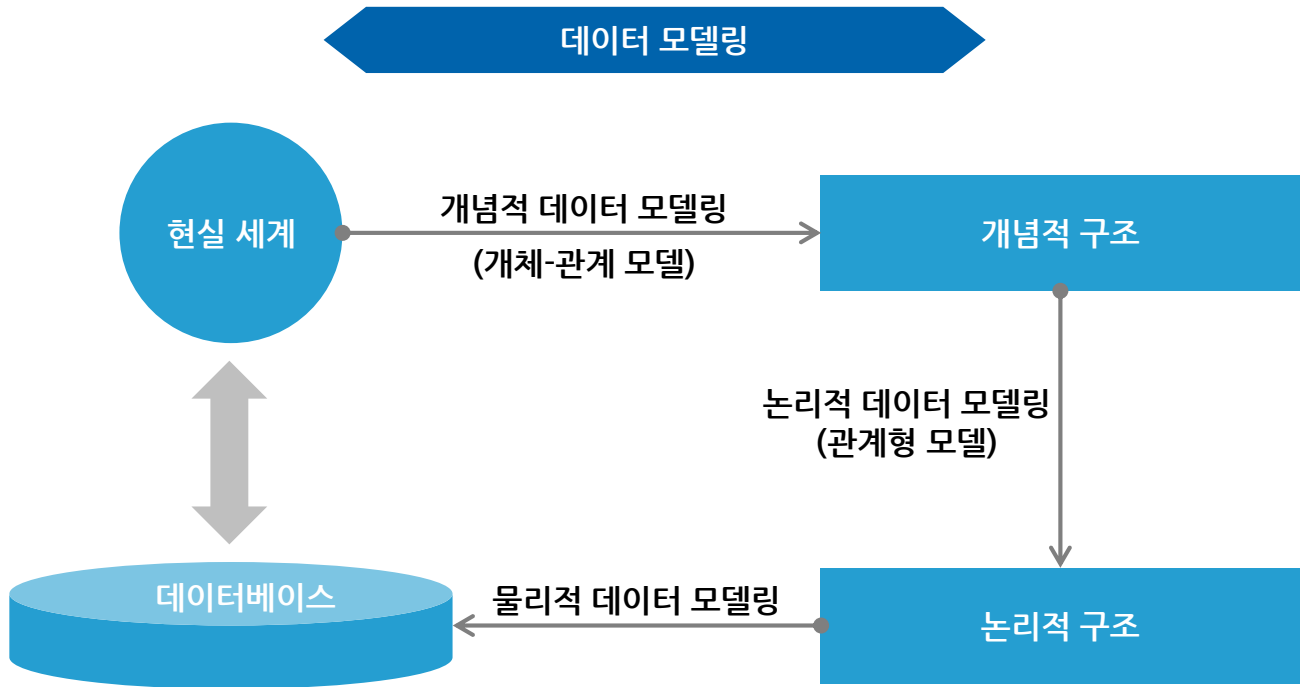 데이터 모델링
현실 세계
개념적 데이터 모델링
(개체-관계 모델)
개념적 구조
논리적 데이터 모델링
(관계형 모델)
데이터베이스
물리적 데이터 모델링
논리적 구조